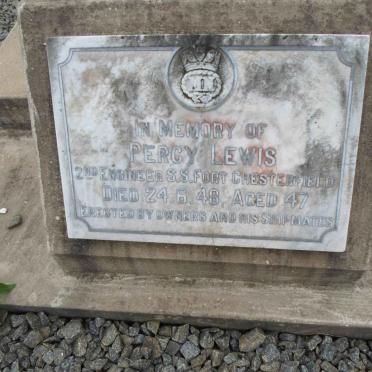 IN MEMORY OF
PERCY LEWIS
2ND ENGINEER S.S. FORT CHESTERFIELD
DIED 24.6.48, AGED 47
ERECTED BY OWNERS AND HIS SHIPMATES